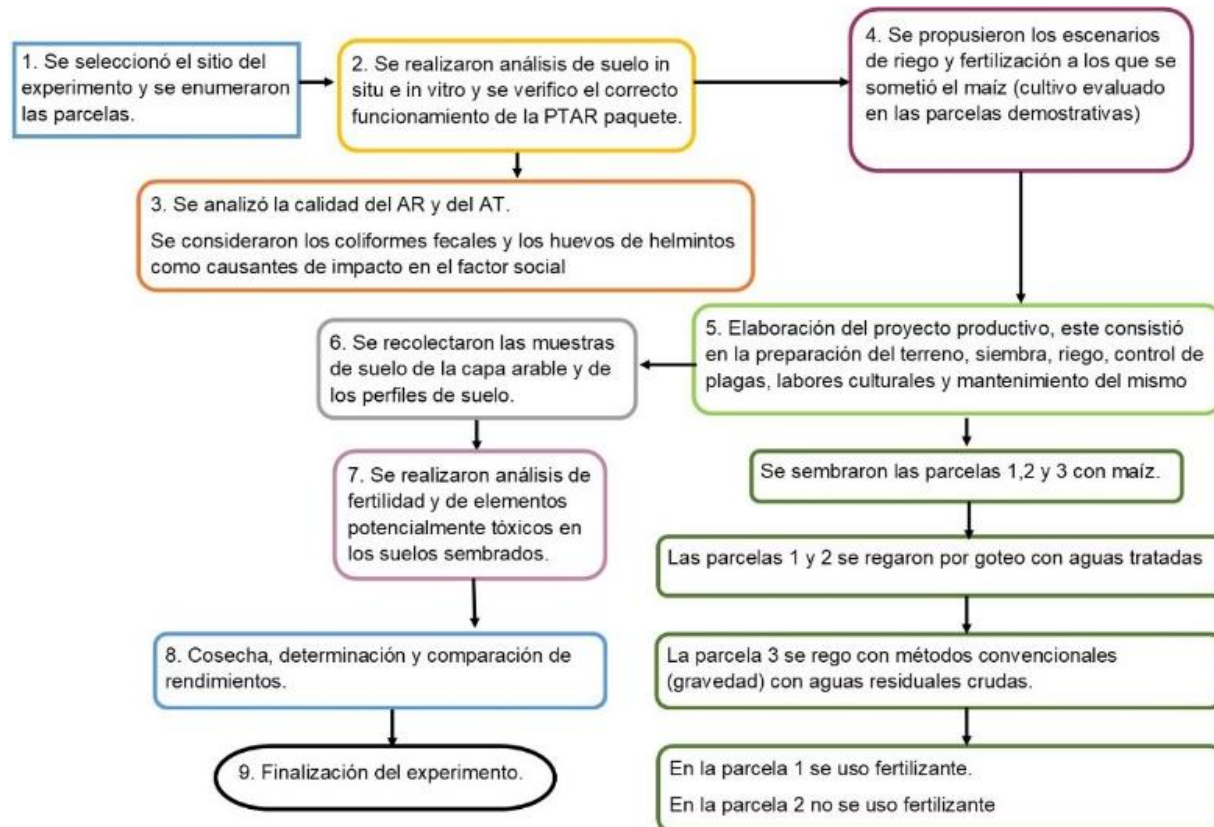 1. Se seleccionó el sitio del
experimento y se enumeraron
las parcelas.
2. Se realizaron análisis de suelo in
situ e in vitro y se verifico el correcto
funcionamiento de la PTAR paquete.
4. Se propusieron los escenarios
de riego y fertilización a los que se
sometió el maíz (cultivo evaluado
en las parcelas demostrativas)
3. Se analizó la calidad del AR y del AT.
Se consideraron los coliformes fecales y los huevos de helmintos
como causantes de impacto en el factor social
5. Elaboración del proyecto productivo, este consistió
en la preparación del terreno, siembra, riego, control de
plagas, labores culturales y mantenimiento del mismo
6. Se recolectaron las muestras
de suelo de la capa arable y de
los perfiles de suelo.
7. Se realizaron análisis de
fertilidad y de elementos
potencialmente tóxicos en
los suelos sembrados.
Se sembraron las parcelas 1,2 y 3 con maíz.
Las parcelas 1 y 2 se regaron por goteo con aguas tratadas
La parcela 3 se rego con métodos convencionales
(gravedad) con aguas residuales crudas.
En la parcela 1 se uso fertilizante.
En la parcela 2 no se uso fertilizante
8. Cosecha, determinación y comparación de
rendimientos.
9. Finalización del experimento.